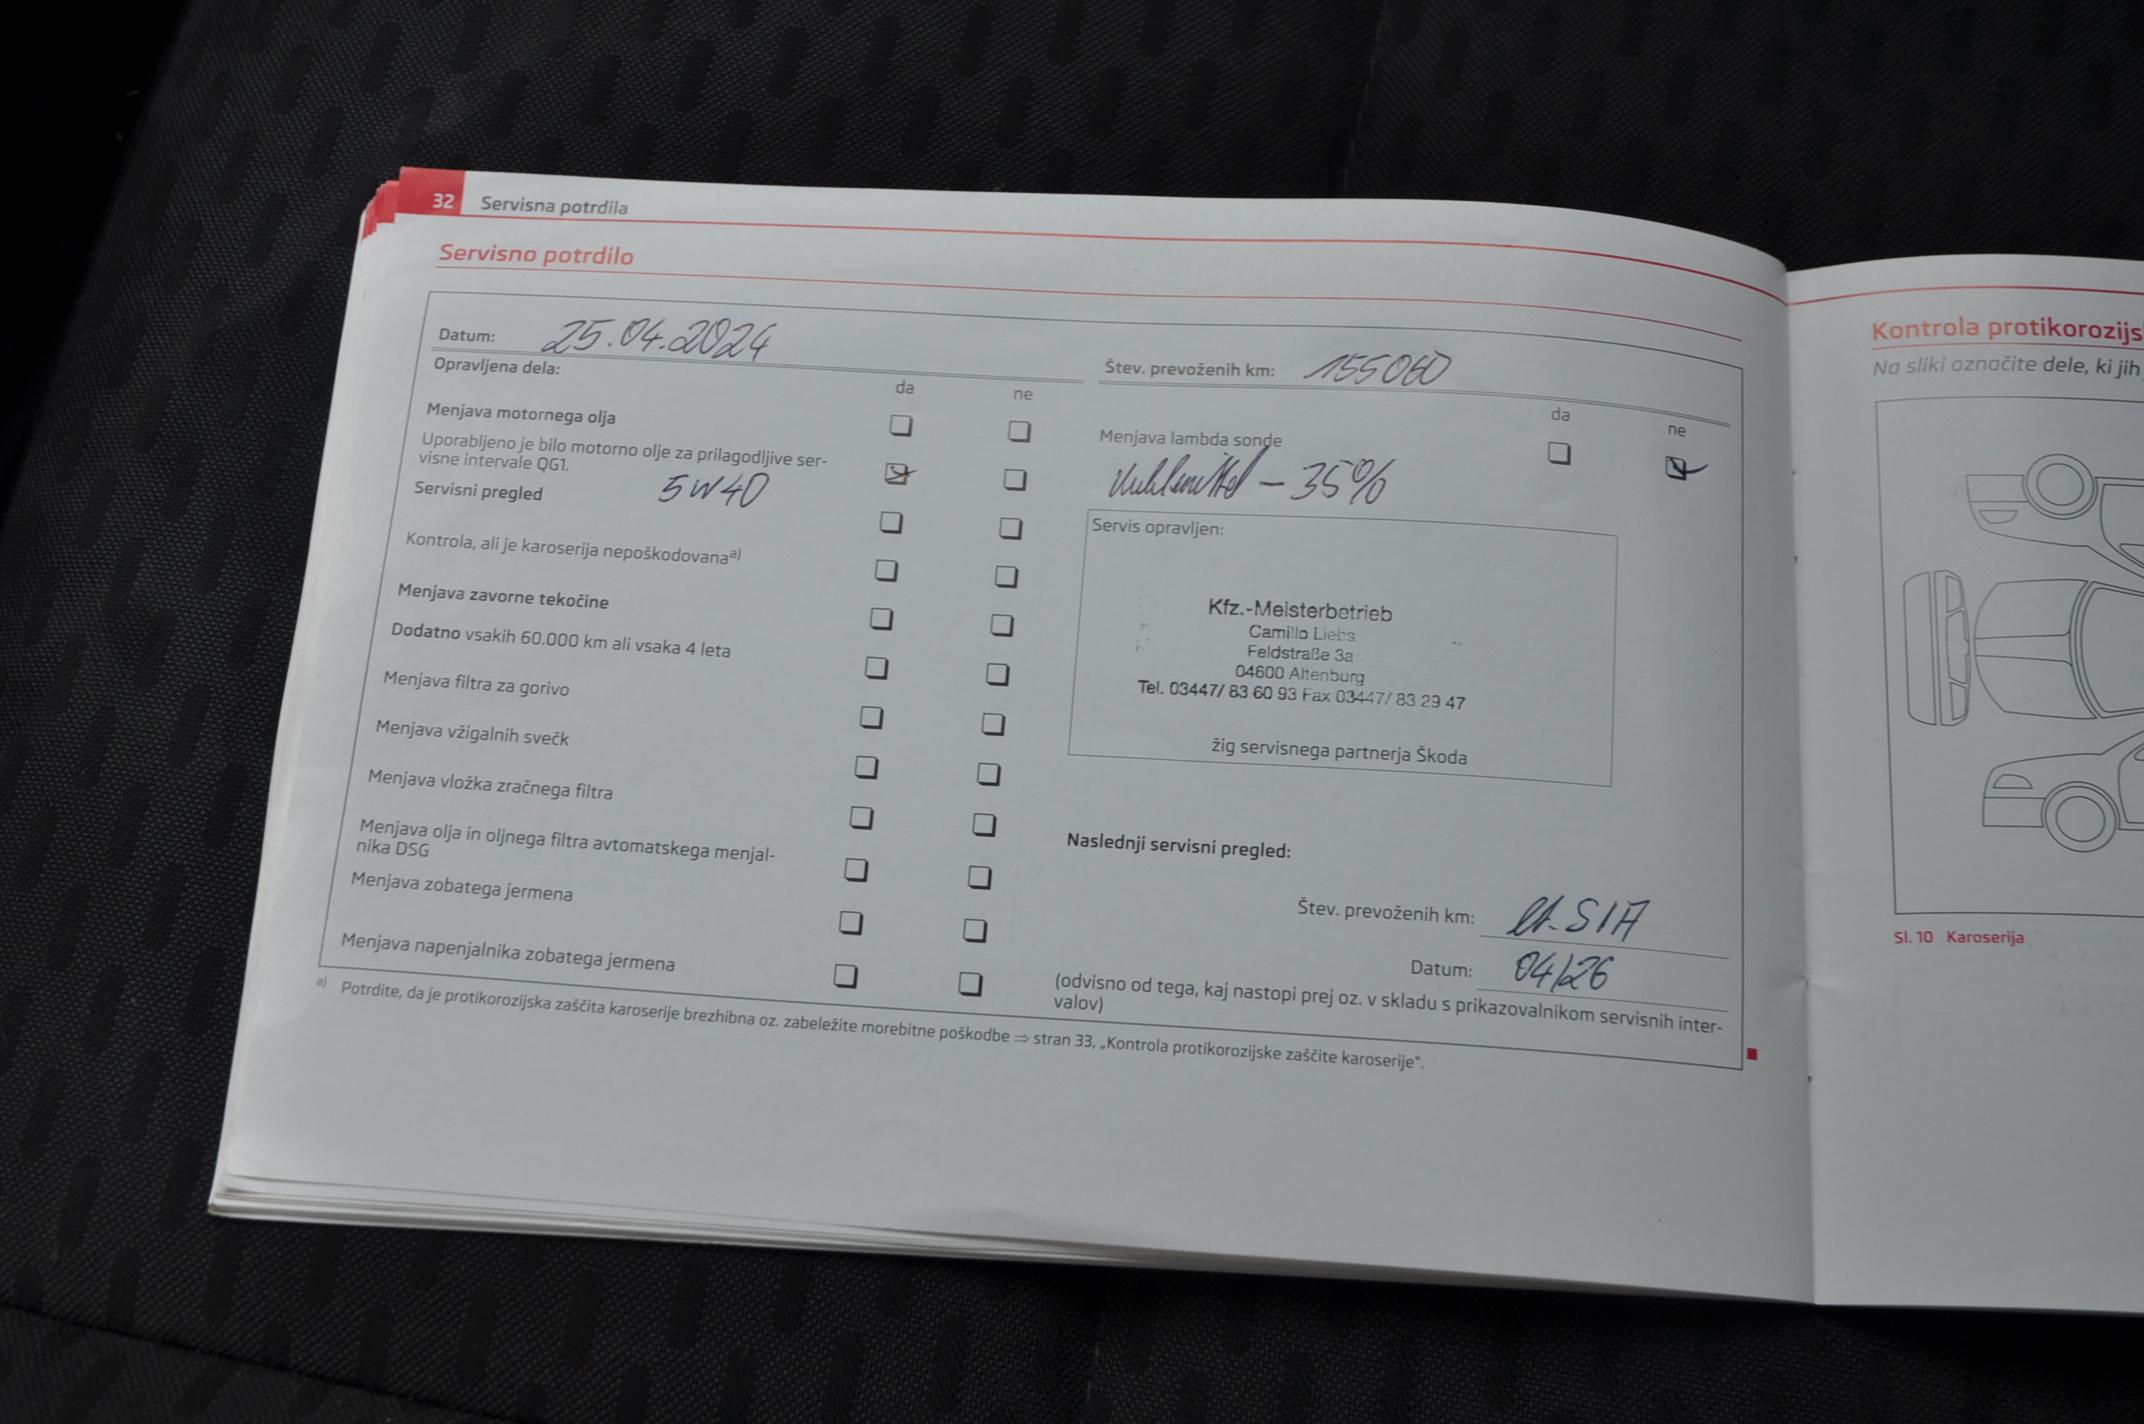 32 Servisna potrdila
Servisno potrdilo
Datum: 25.04.2024
Štev. prevoženih km: 155060
Opravljena dela:
da ne
da ne
Menjava motornega olja
Uporabljeno je bilo motorno olje za prilagodljive ser-
visne intervale QG1.
Servisni pregled 5W40
Kontrola, ali je karoserija nepoškodovana a)
Menjava zavorne tekočine
Dodatno vsakih 60.000 km ali vsaka 4 leta
Menjava filtra za gorivo
Menjava vžigalnih svečk
Menjava vložka zračnega filtra
Menjava olja in oljnega filtra avtomatskega menjal-
nika DSG
Menjava zobatega jermena
Menjava napenjalnika zobatega jermena
Menjava lambda sonde
Kühlmittel – 35%
Servis opravljen:
Kfz.-Meisterbetrieb
Camillo Liebs
Feldstraße 3a
04600 Altenburg
Tel. 03447/ 83 60 93 Fax 03447/ 83 29 47
žig servisnega partnerja Škoda
Naslednji servisni pregled:
Štev. prevoženih km: lt. SIA
Datum: 04/26
(odvisno od tega, kaj nastopi prej oz. v skladu s prikazovalnikom servisnih inter-
valov)
a) Potrdite, da je protikorozijska zaščita karoserije brezhibna oz. zabeležite morebitne poškodbe ⇒ stran 33, „Kontrola protikorozijske zaščite karoserije“.
Kontrola protikorozijs
Na sliki označite dele, ki jih
Sl. 10 Karoserija